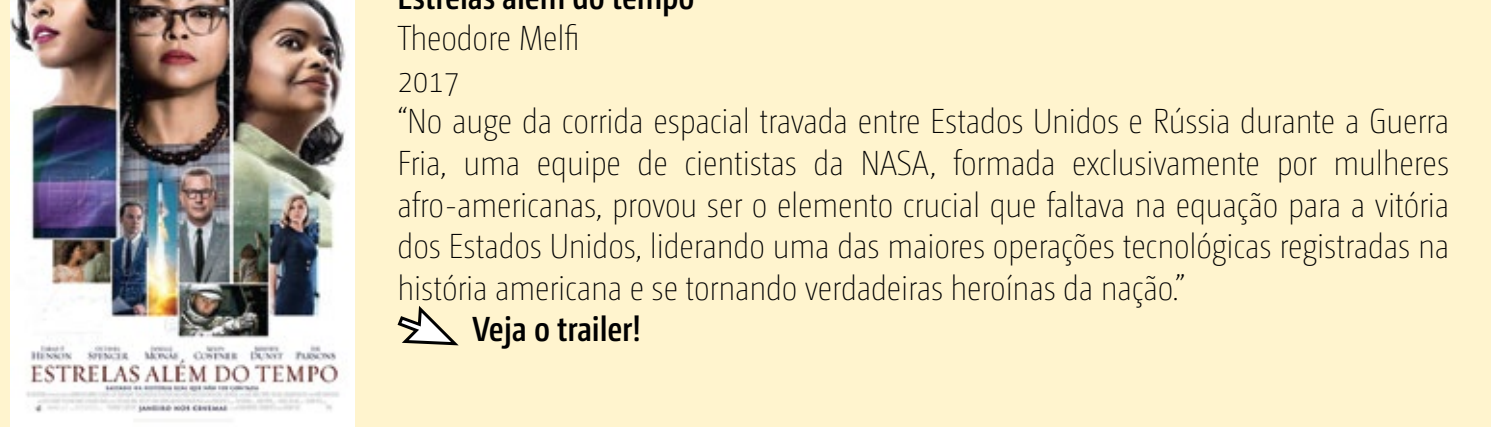 Estrelas além do tempo
Theodore Melfi
2017
“No auge da corrida espacial travada entre Estados Unidos e Rússia durante a Guerra
Fria, uma equipe de cientistas da NASA, formada exclusivamente por mulheres
afro-americanas, provou ser o elemento crucial que faltava na equação para a vitória
dos Estados Unidos, liderando uma das maiores operações tecnológicas registradas na
história americana e se tornando verdadeiras heroínas da nação.”
Veja o trailer!
HENSON SPENCER MONÁE COSTNER DUNST PARSONS
ESTRELAS ALÉM DO TEMPO
JANEIRO NOS CINEMAS